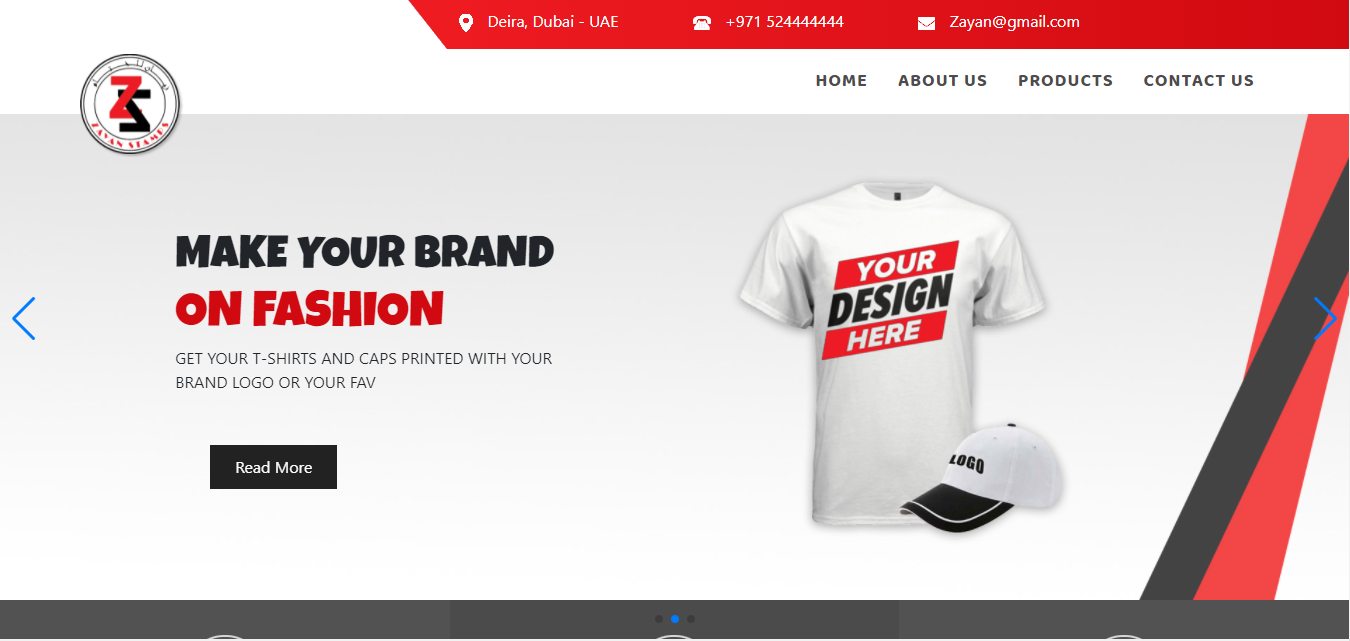 Deira, Dubai - UAE
+971 524444444
Zayan@gmail.com
HOME
ABOUT US
PRODUCTS
CONTACT US
ZS
ZAYAN STAMPS
MAKE YOUR BRAND
ON FASHION
GET YOUR T-SHIRTS AND CAPS PRINTED WITH YOUR
BRAND LOGO OR YOUR FAV
Read More
YOUR
DESIGN
HERE
LOGO